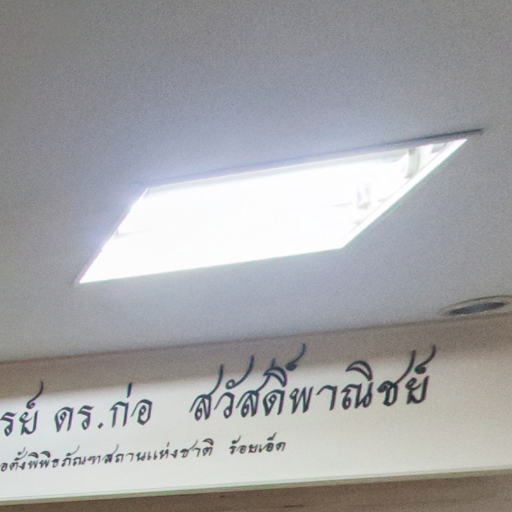 รย์ ดร.ก่อ สวัสดิ์พาณิชย์
อตั้งพิพิธภัณฑสถานแห่งชาติ ร้อยเอ็ด